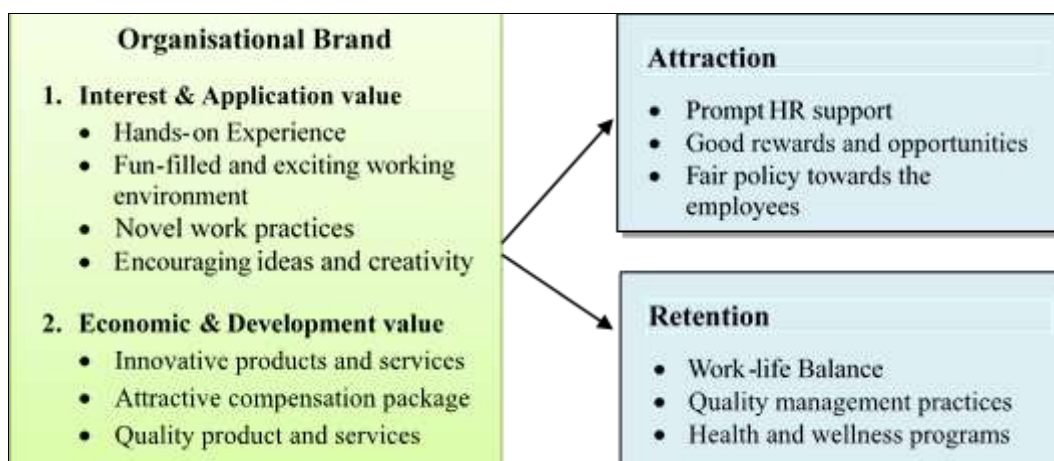 Organisational Brand
1. Interest & Application value
• Hands-on Experience
• Fun-filled and exciting working
environment
• Novel work practices
• Encouraging ideas and creativity
2. Economic & Development value
• Innovative products and services
• Attractive compensation package
• Quality product and services
Attraction
• Prompt HR support
• Good rewards and opportunities
• Fair policy towards the
employees
Retention
• Work-life Balance
• Quality management practices
• Health and wellness programs